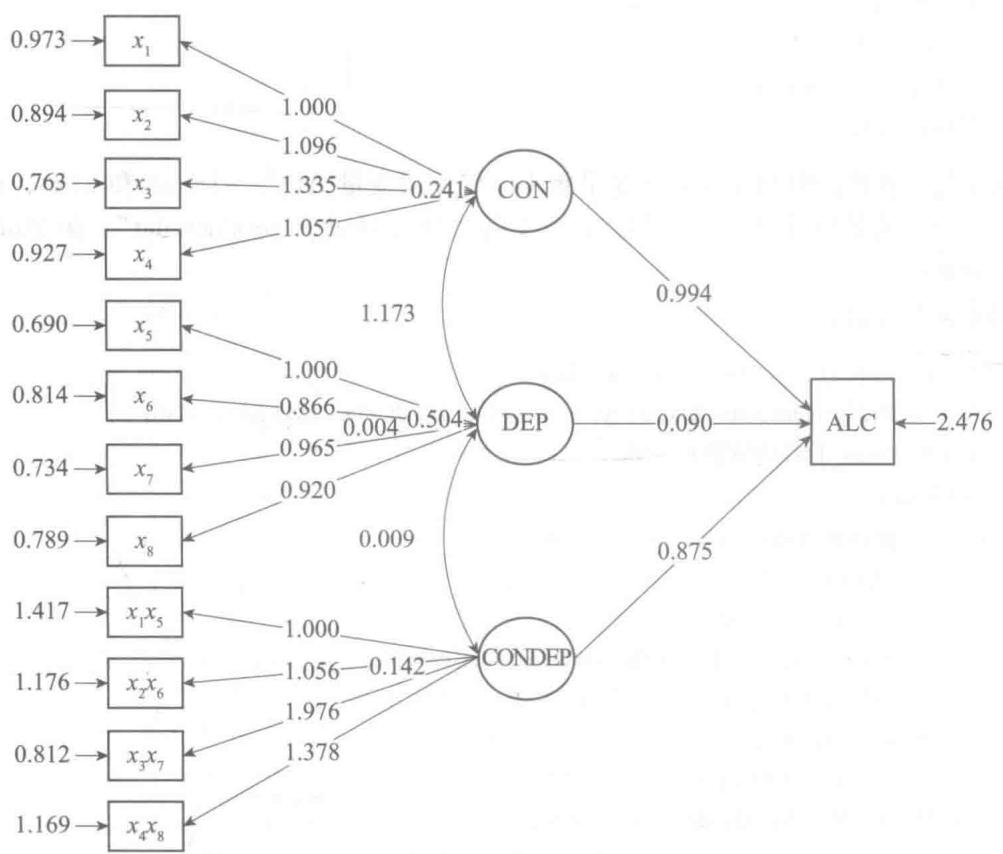 0.973 x₁
1.000
0.894 x₂
1.096
0.763 x₃ 1.335 0.241 CON
1.057
0.927 x₄
0.994
1.173
0.690 x₅
1.000
0.814 x₆ 0.866
0.004 0.504 DEP 0.090 ALC 2.476
0.965
0.734 x₇
0.920
0.789 x₈
0.009
0.875
1.417 x₁x₅
1.000
CONDEP
0.142
1.176 x₂x₆ 1.056
1.976
0.812 x₃x₇ 1.378
1.169 x₄x₈